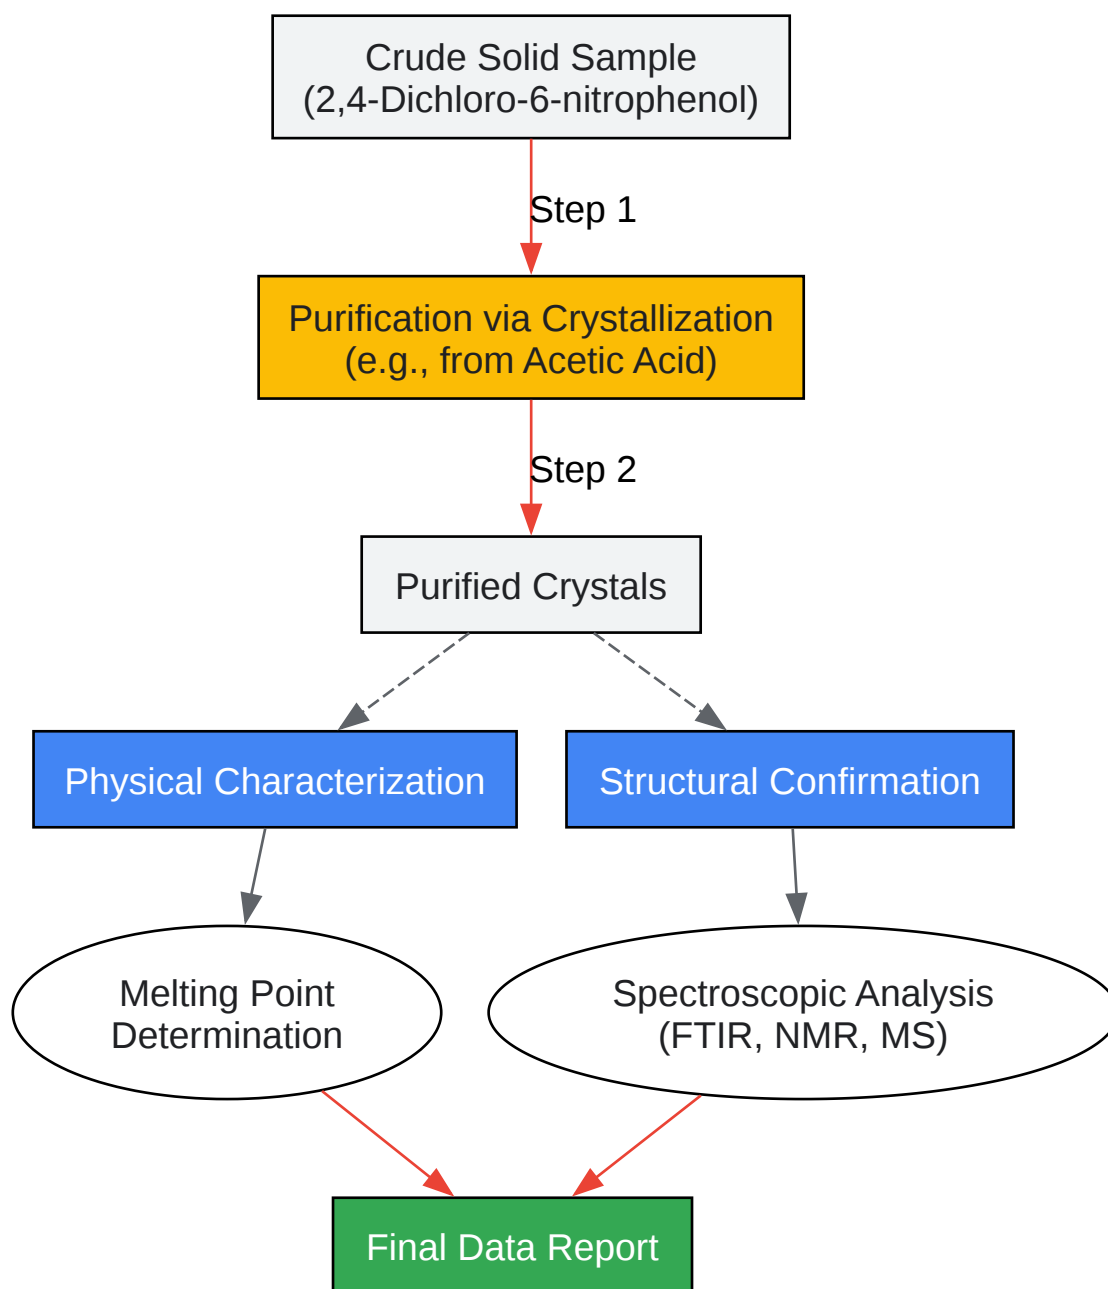 Crude Solid Sample
(2,4-Dichloro-6-nitrophenol)
Step 1
Purification via Crystallization
(e.g., from Acetic Acid)
Step 2
Purified Crystals
Physical Characterization
Structural Confirmation
Melting Point
Determination
Spectroscopic Analysis
(FTIR, NMR, MS)
Final Data Report